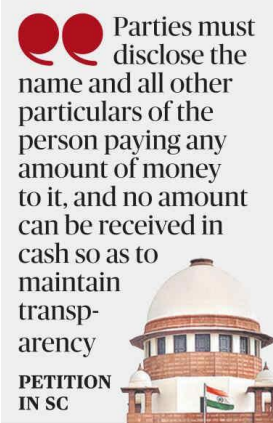 Parties must
disclose the
name and all other
particulars of the
person paying any
amount of money
to it, and no amount
can be received in
cash so as to
maintain
transp-
arency
PETITION
IN SC